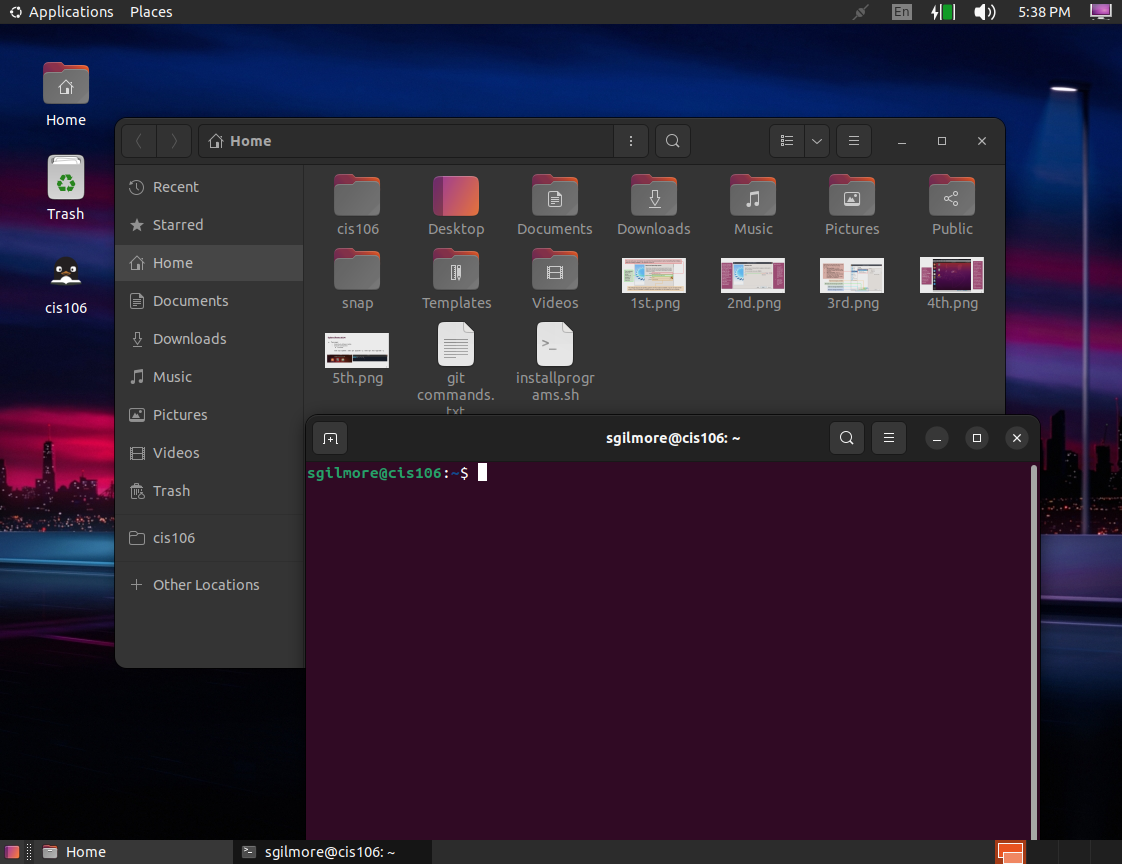 Applications Places En 5:38 PM
Home
Trash
cis106
Home
Recent
Starred
Home
Documents
Downloads
Music
Pictures
Videos
Trash
cis106
Other Locations
cis106 Desktop Documents Downloads Music Pictures Public
snap Templates Videos 1st.png 2nd.png 3rd.png 4th.png
5th.png git installprogr
commands. ams.sh
txt
sgilmore@cis106: ~
sgilmore@cis106:~$
Home sgilmore@cis106: ~